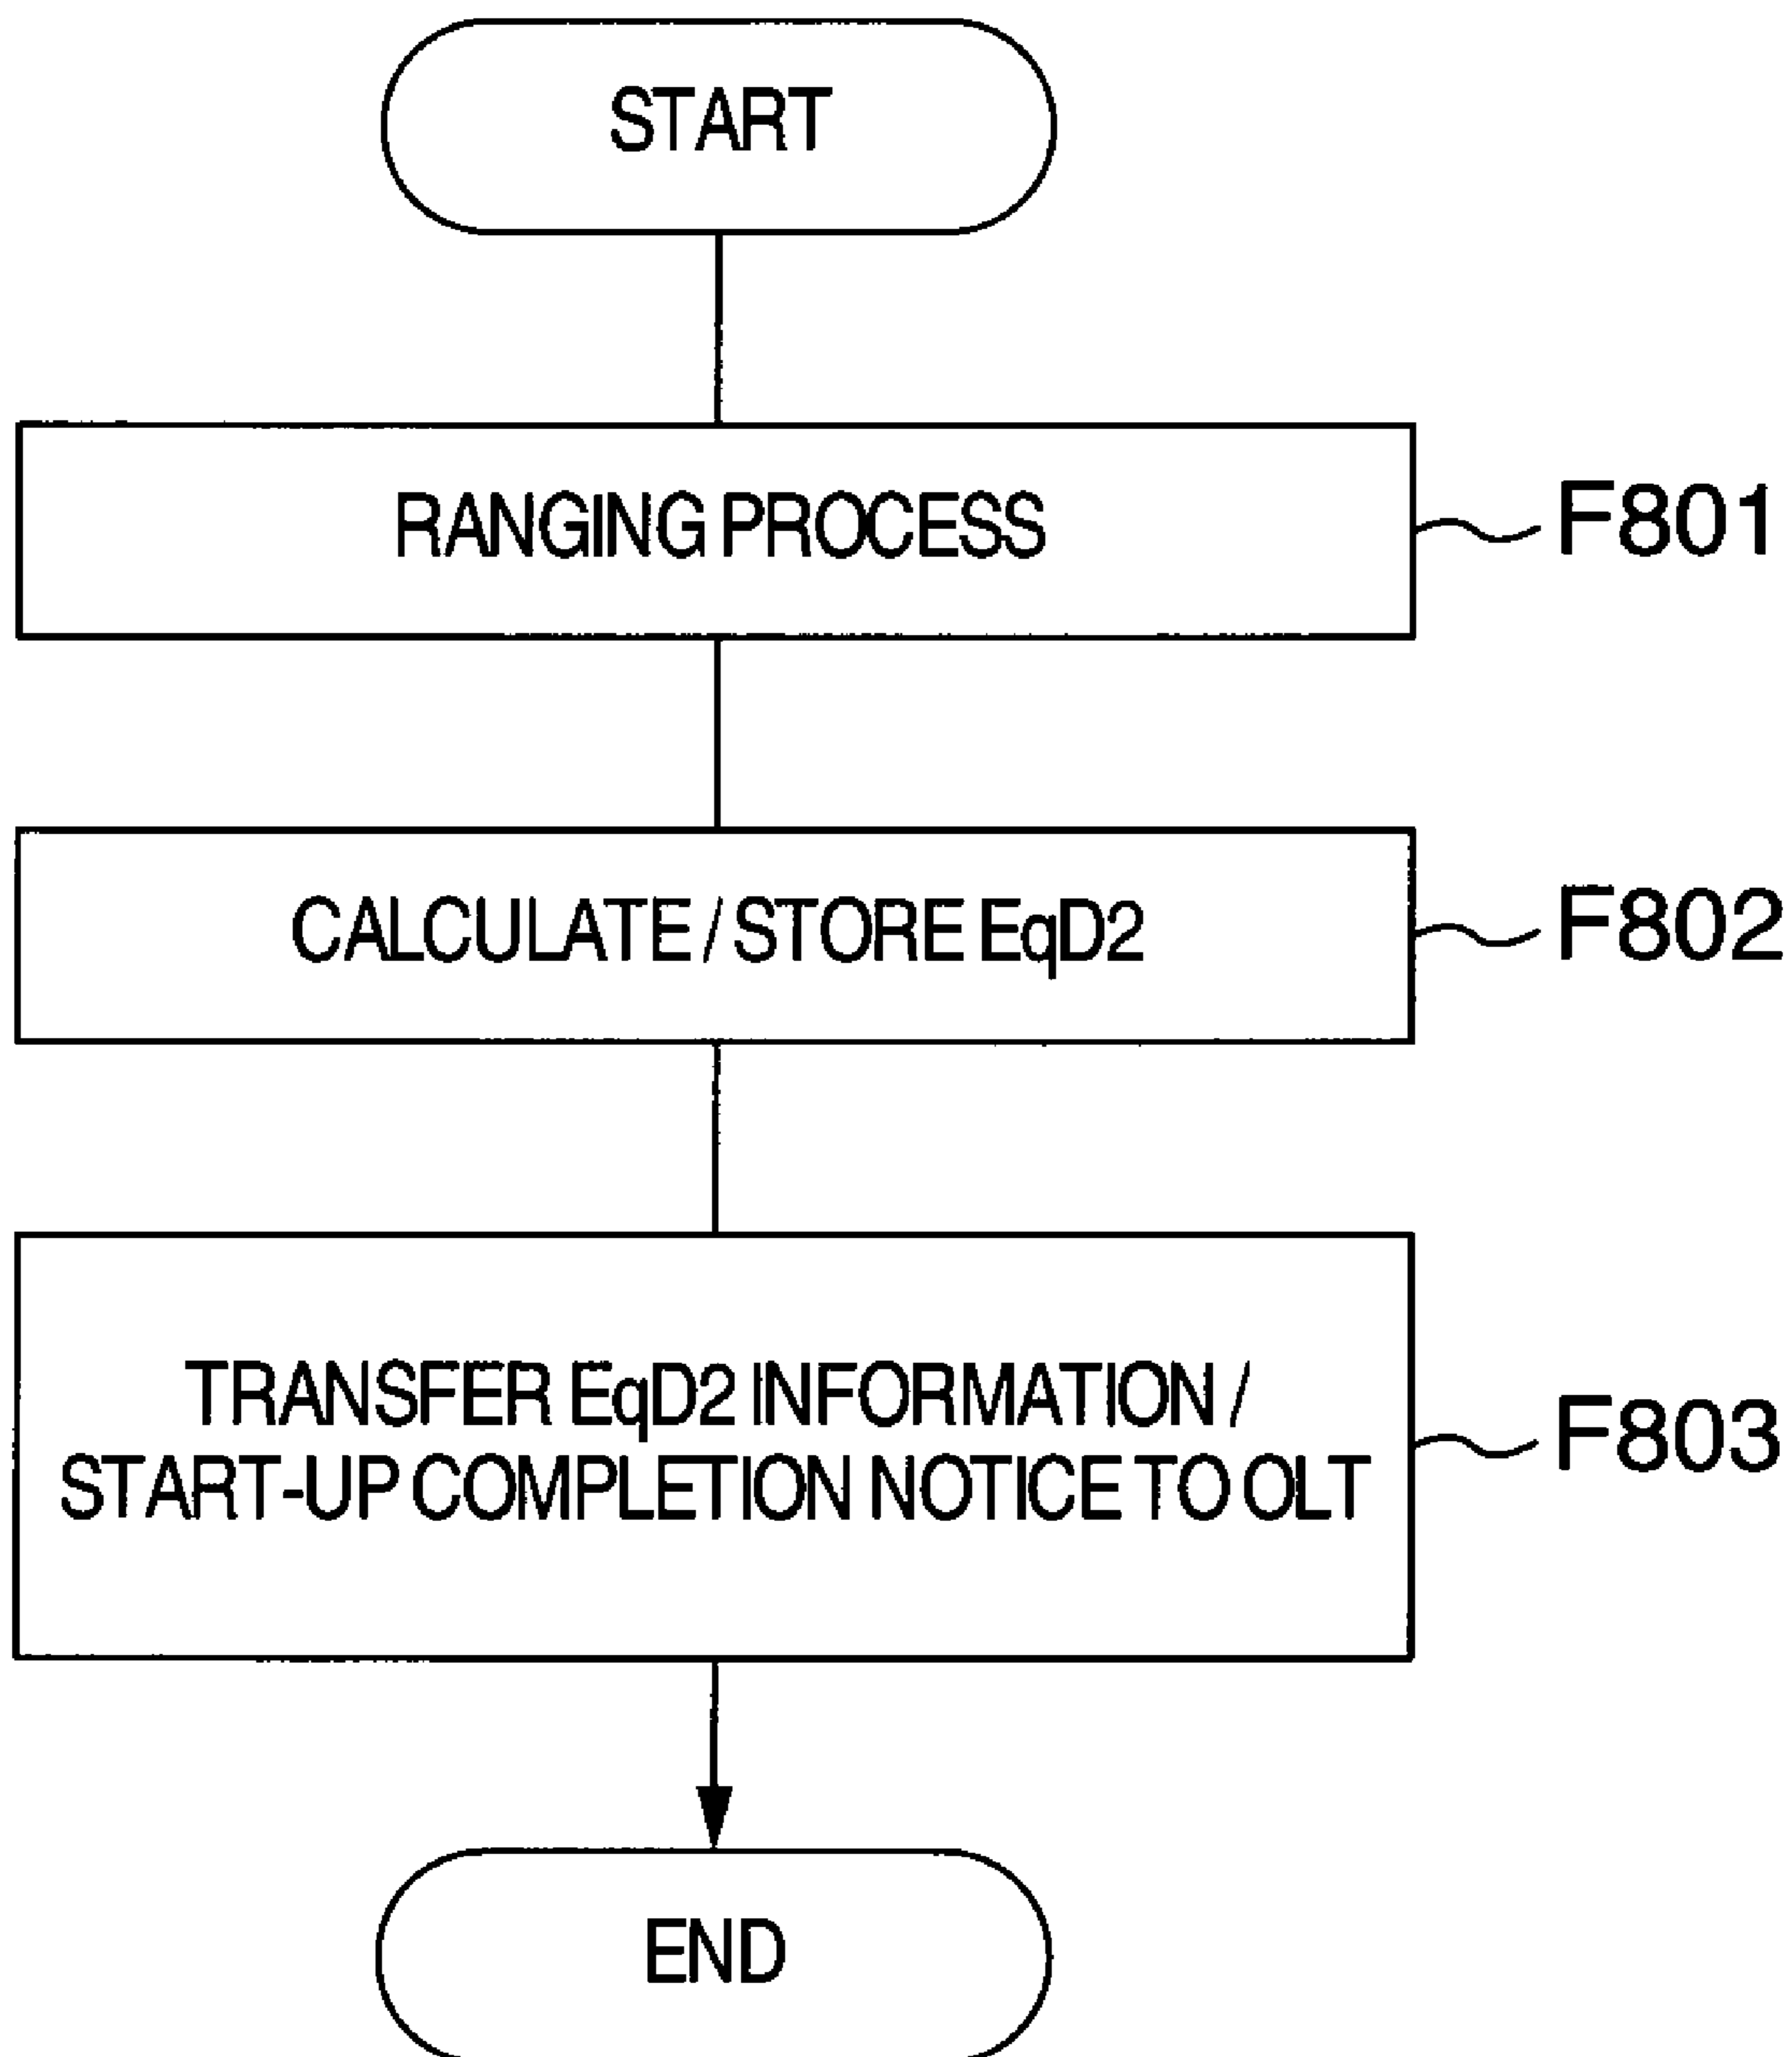 START
RANGING PROCESS
F801
CALCULATE / STORE EqD2
F802
TRANSFER EqD2 INFORMATION /
START-UP COMPLETION NOTICE TO OLT
F803
END